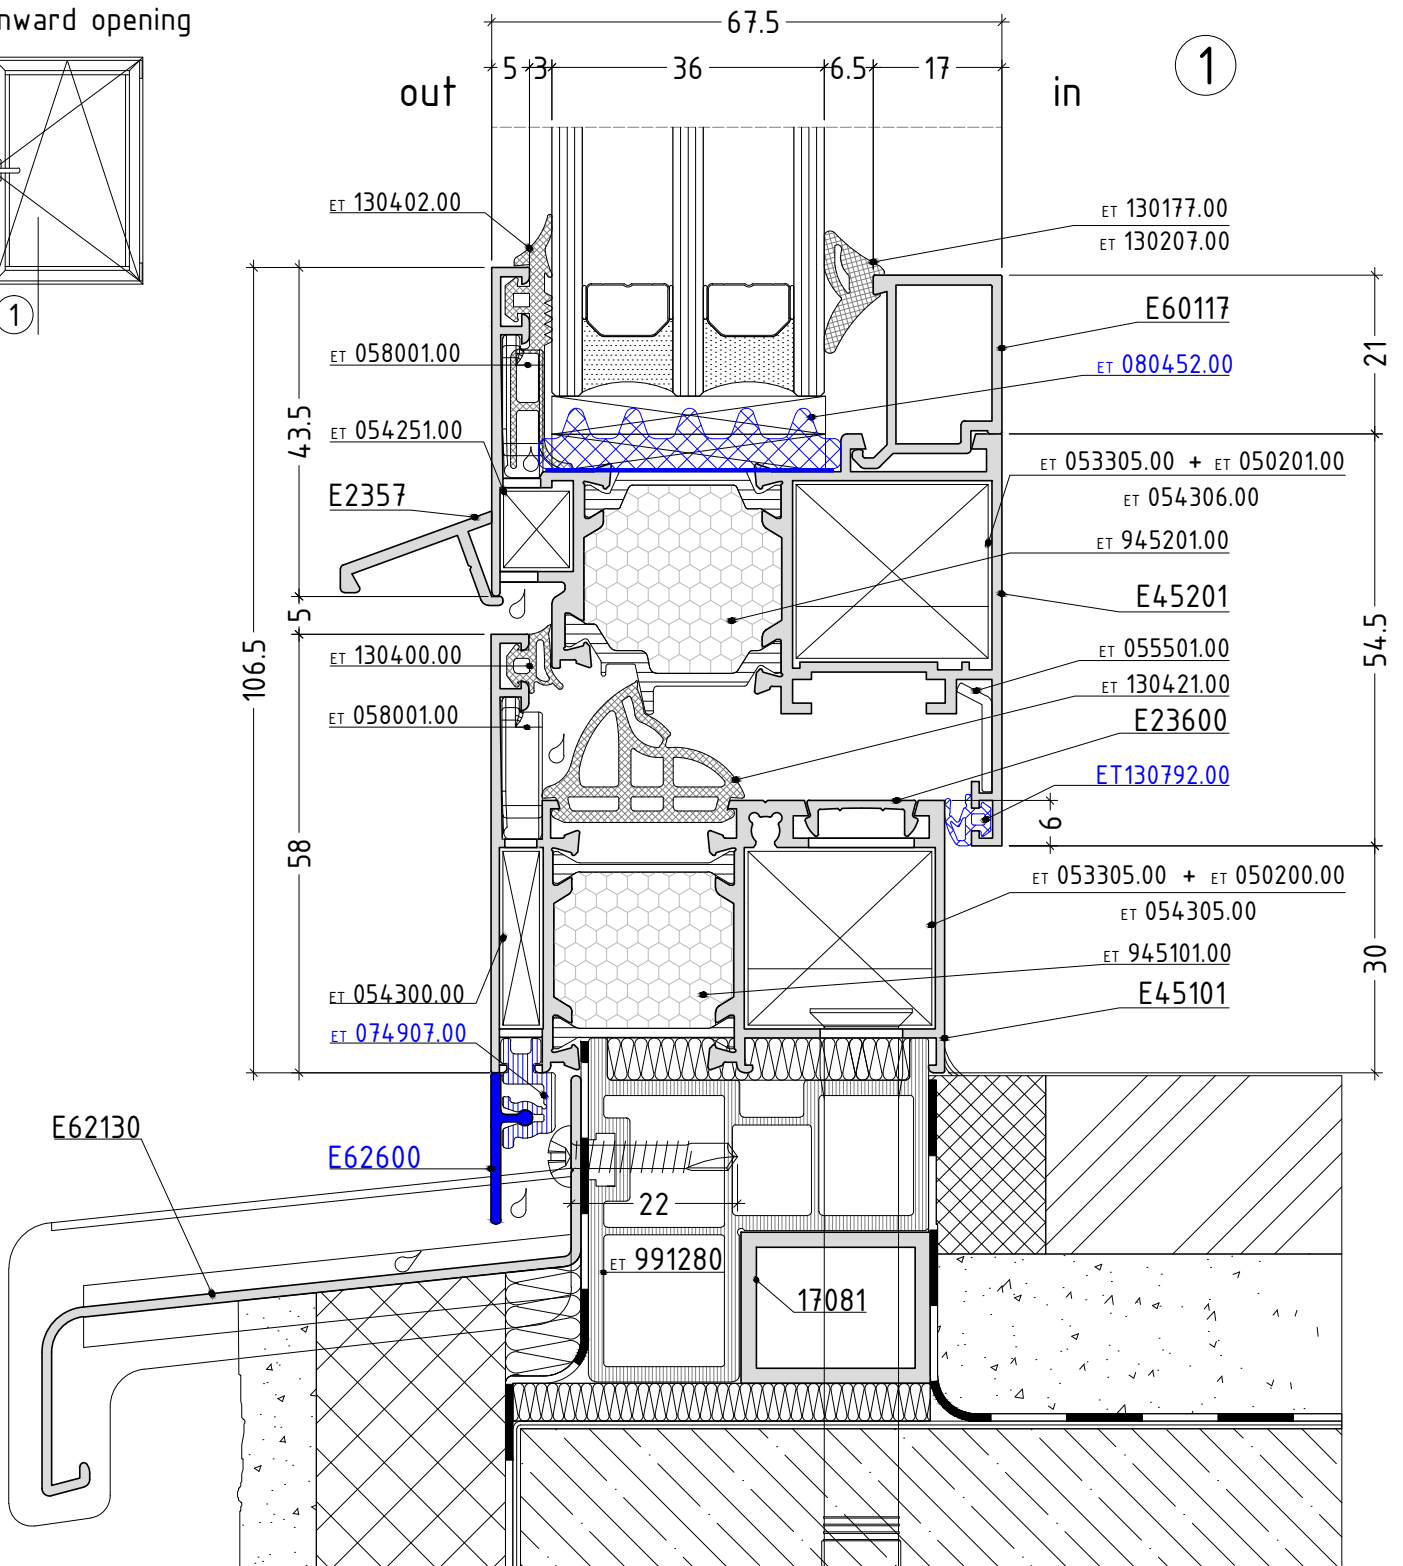 nward opening
67.5
5 3 36 6.5 17
out
in
1
ET 130402.00
ET 130177.00
ET 130207.00
1
E60117
ET 058001.00
ET 080452.00
21
43.5
ET 054251.00
ET 053305.00 + ET 050201.00
ET 054306.00
E2357
ET 945201.00
E45201
5
54.5
106.5
ET 130400.00
ET 055501.00
ET 130421.00
ET 058001.00
E23600
ET130792.00
6
58
ET 053305.00 + ET 050200.00
ET 054305.00
ET 945101.00
30
ET 054300.00
E45101
ET 074907.00
E62130
E62600
22
ET 991280
17081